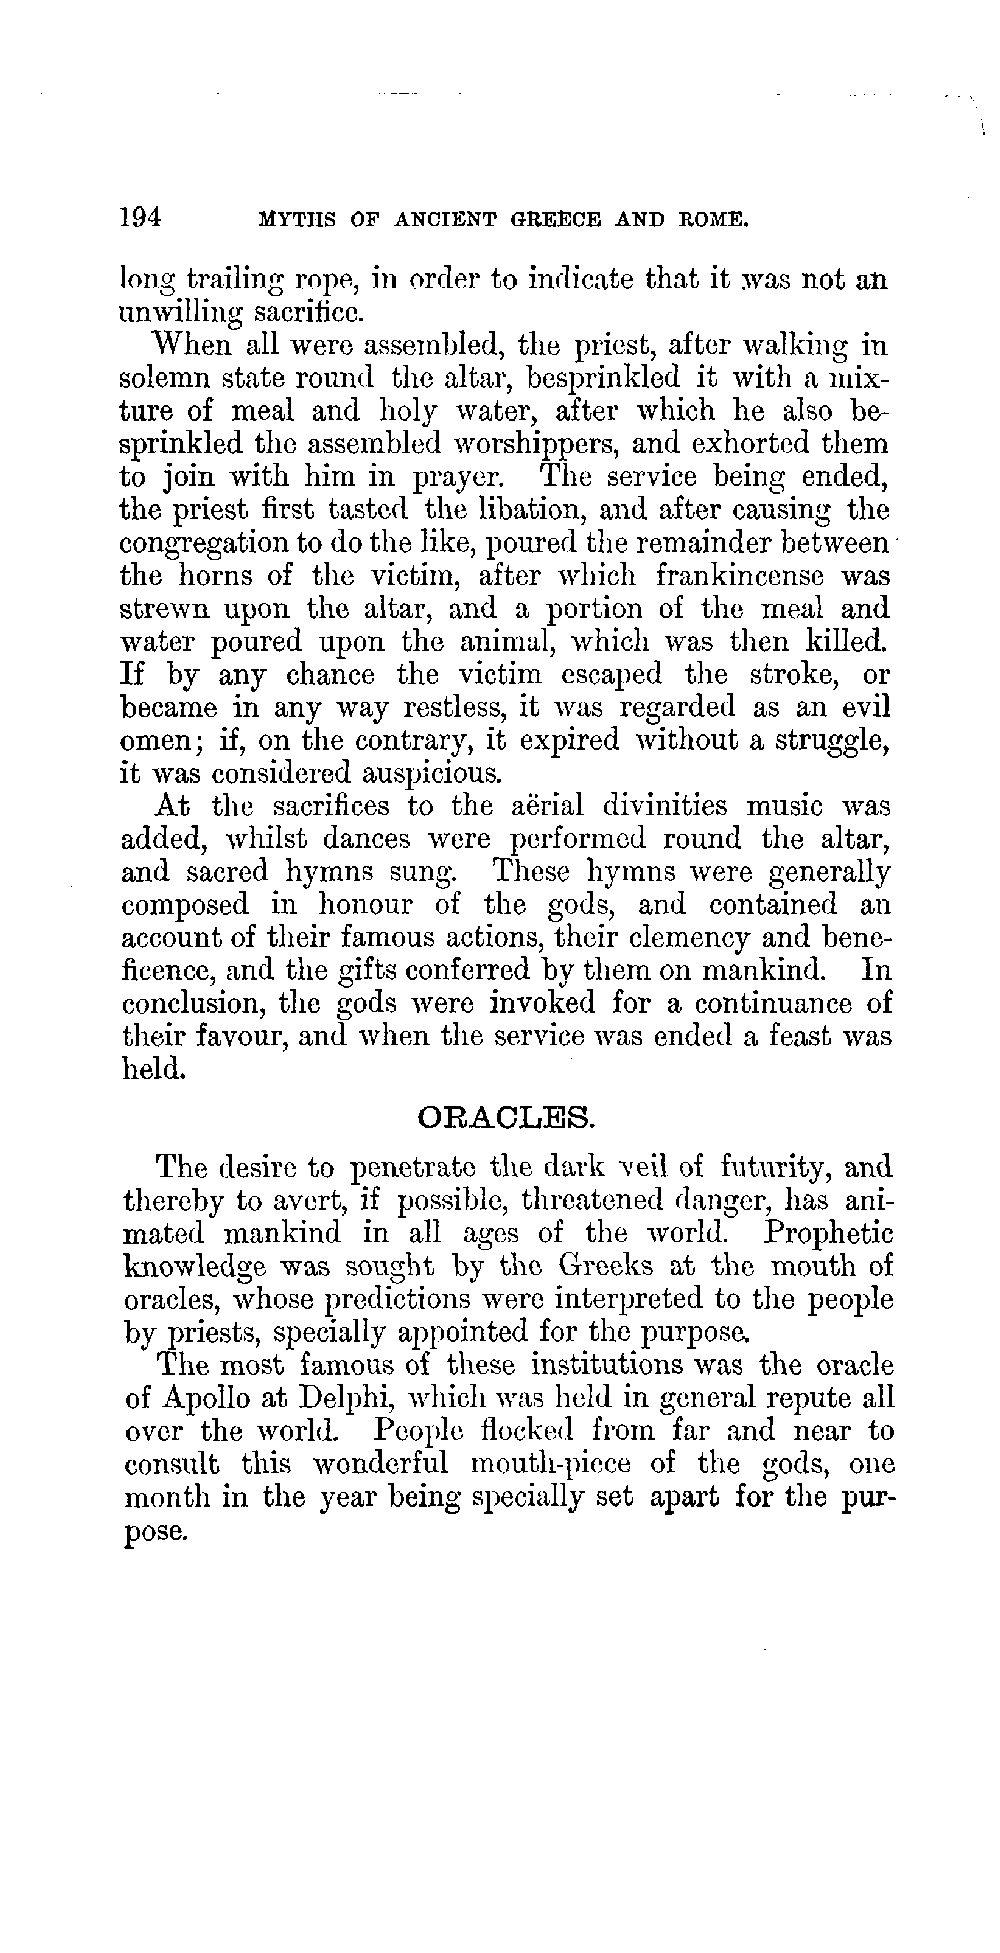 194 MYTHS OF ANCIENT GREECE AND ROME.
long trailing rope, in order to indicate that it was not an
unwilling sacrifice.
When all were assembled, the priest, after walking in
solemn state round the altar, besprinkled it with a mix-
ture of meal and holy water, after which he also be-
sprinkled the assembled worshippers, and exhorted them
to join with him in prayer. The service being ended,
the priest first tasted the libation, and after causing the
congregation to do the like, poured the remainder between
the horns of the victim, after which frankincense was
strewn upon the altar, and a portion of the meal and
water poured upon the animal, which was then killed.
If by any chance the victim escaped the stroke, or
became in any way restless, it was regarded as an evil
omen; if, on the contrary, it expired without a struggle,
it was considered auspicious.
At the sacrifices to the aërial divinities music was
added, whilst dances were performed round the altar,
and sacred hymns sung. These hymns were generally
composed in honour of the gods, and contained an
account of their famous actions, their clemency and bene-
ficence, and the gifts conferred by them on mankind. In
conclusion, the gods were invoked for a continuance of
their favour, and when the service was ended a feast was
held.
ORACLES.
The desire to penetrate the dark veil of futurity, and
thereby to avert, if possible, threatened danger, has ani-
mated mankind in all ages of the world. Prophetic
knowledge was sought by the Greeks at the mouth of
oracles, whose predictions were interpreted to the people
by priests, specially appointed for the purpose.
The most famous of these institutions was the oracle
of Apollo at Delphi, which was held in general repute all
over the world. People flocked from far and near to
consult this wonderful mouth-piece of the gods, one
month in the year being specially set apart for the pur-
pose.